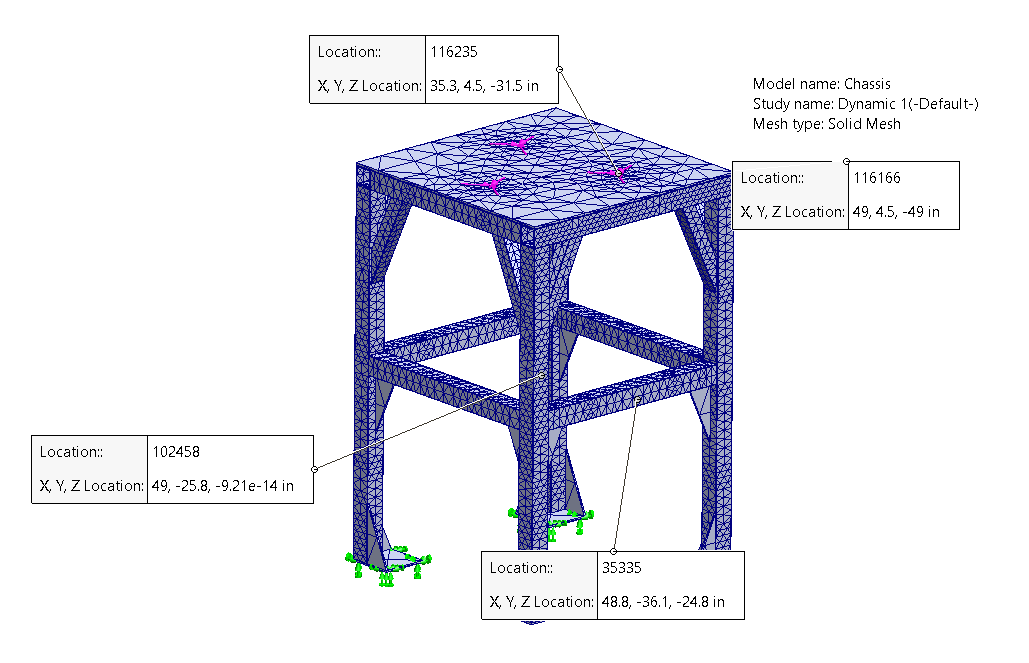 Location:: 116235
X, Y, Z Location: 35.3, 4.5, -31.5 in
Model name: Chassis
Study name: Dynamic 1(-Default-)
Mesh type: Solid Mesh
Location:: 116166
X, Y, Z Location: 49, 4.5, -49 in
Location:: 102458
X, Y, Z Location: 49, -25.8, -9.21e-14 in
Location:: 35335
X, Y, Z Location: 48.8, -36.1, -24.8 in